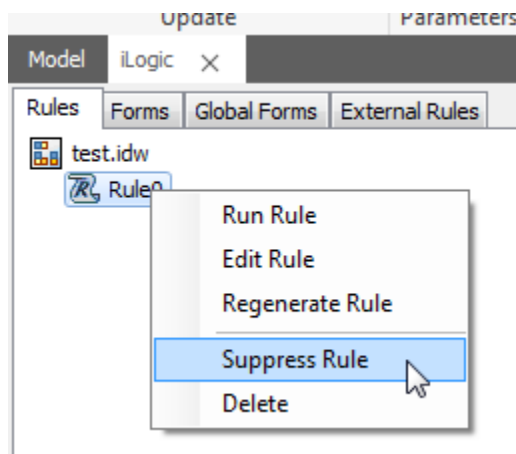 Update Parameters
Model iLogic
Rules Forms Global Forms External Rules
test.idw
Rule0
Run Rule
Edit Rule
Regenerate Rule
Suppress Rule
Delete